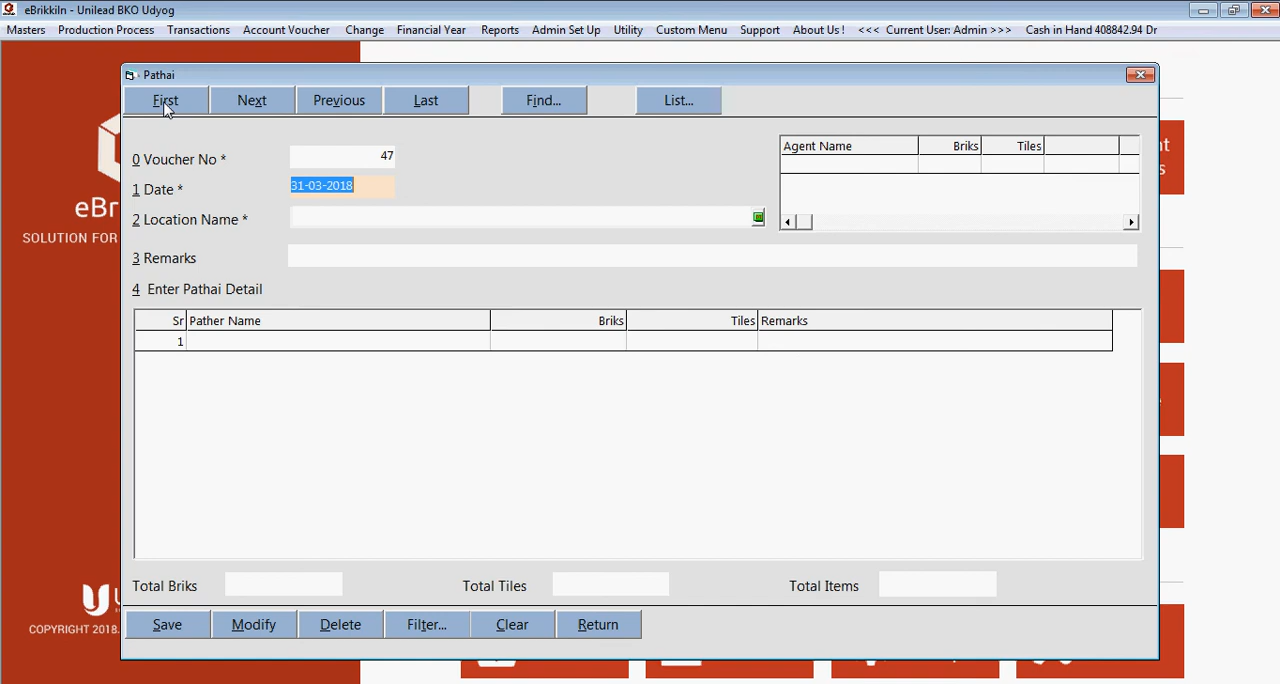 eBrikkiln - Unilead BKO Udyog
Masters Production Process Transactions Account Voucher Change Financial Year Reports Admin Set Up Utility Custom Menu Support About Us ! <<< Current User: Admin >>> Cash in Hand 408842.94 Dr
Pathai
First Next Previous Last Find... List...
0 Voucher No * 47
1 Date * 31-03-2018
2 Location Name *
3 Remarks
Agent Name Briks Tiles
4 Enter Pathai Detail
Sr Pather Name Briks Tiles Remarks
1
Total Briks Total Tiles Total Items
Save Modify Delete Filter... Clear Return
eBr
SOLUTION FOR
COPYRIGHT 2018.